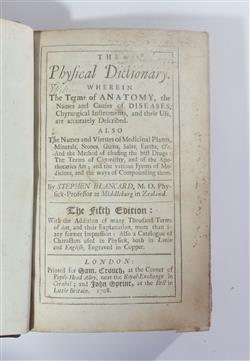 THE
Physical Dictionary.
WHEREIN
The Terms of ANATOMY, the
Names and Causes of DISEASES,
Chyrurgical Instruments, and their Use,
are accurately Described.
ALSO
The Names and Virtues of Medicinal Plants,
Minerals, Stones, Gums, Salts, Earths, &c.
And the Method of chusing the best Drugs:
The Terms of Chymistry, and of the Apo-
thecaries Art; and the various Forms of Me-
dicines, and the ways of Compounding them.
By STEPHEN BLANCARD, M. D. Phy-
sick-Professor at Middleburg in Zealand.
The Fifth Edition:
With the Addition of many Thousand Terms
of Art, and their Explanation, more than in
any former Impression: Also a Catalogue of
Characters used in Physick, both in Latin
and English, Engraved in Copper.
LONDON:
Printed for Sam. Crouch, at the Corner of
Popes-Head Alley, near the Royal-Exchange in
Cornhil; and John Sprint, at the Bell in
Little Britain. 1708.